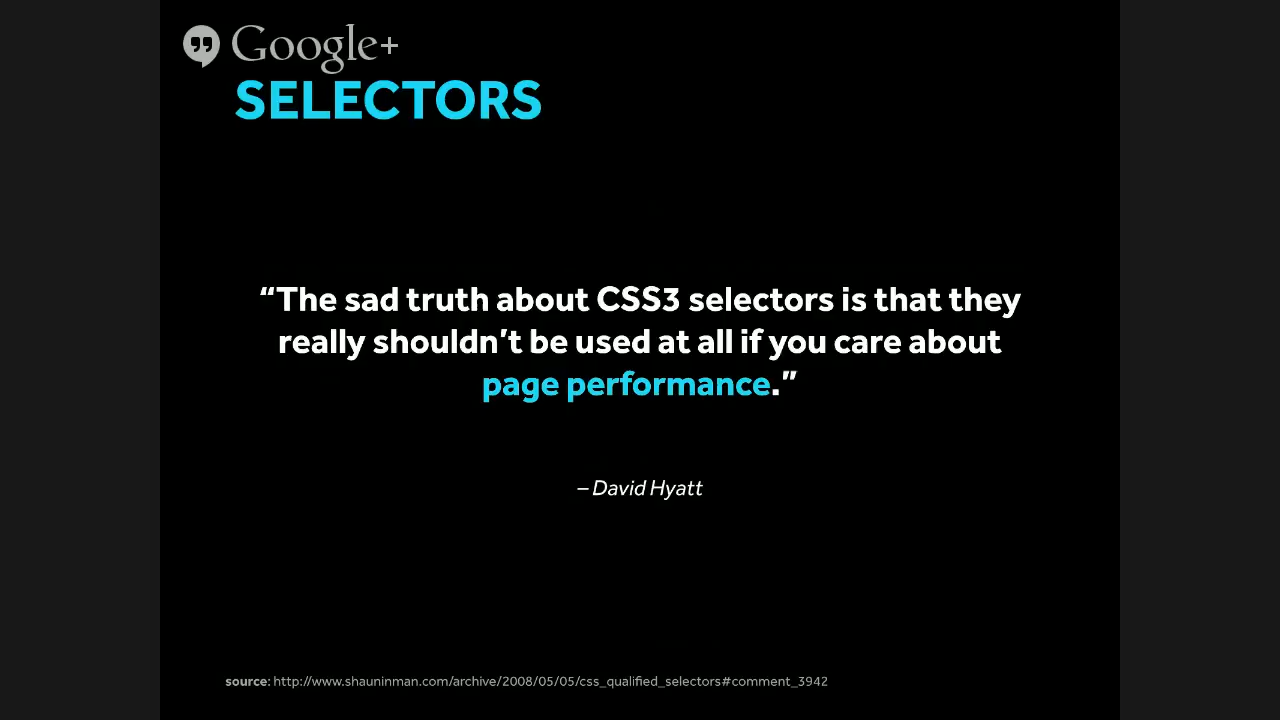 Google+
SELECTORS
“The sad truth about CSS3 selectors is that they
really shouldn’t be used at all if you care about
page performance.”
– David Hyatt
source: http://www.shauninman.com/archive/2008/05/05/css_qualified_selectors#comment_3942